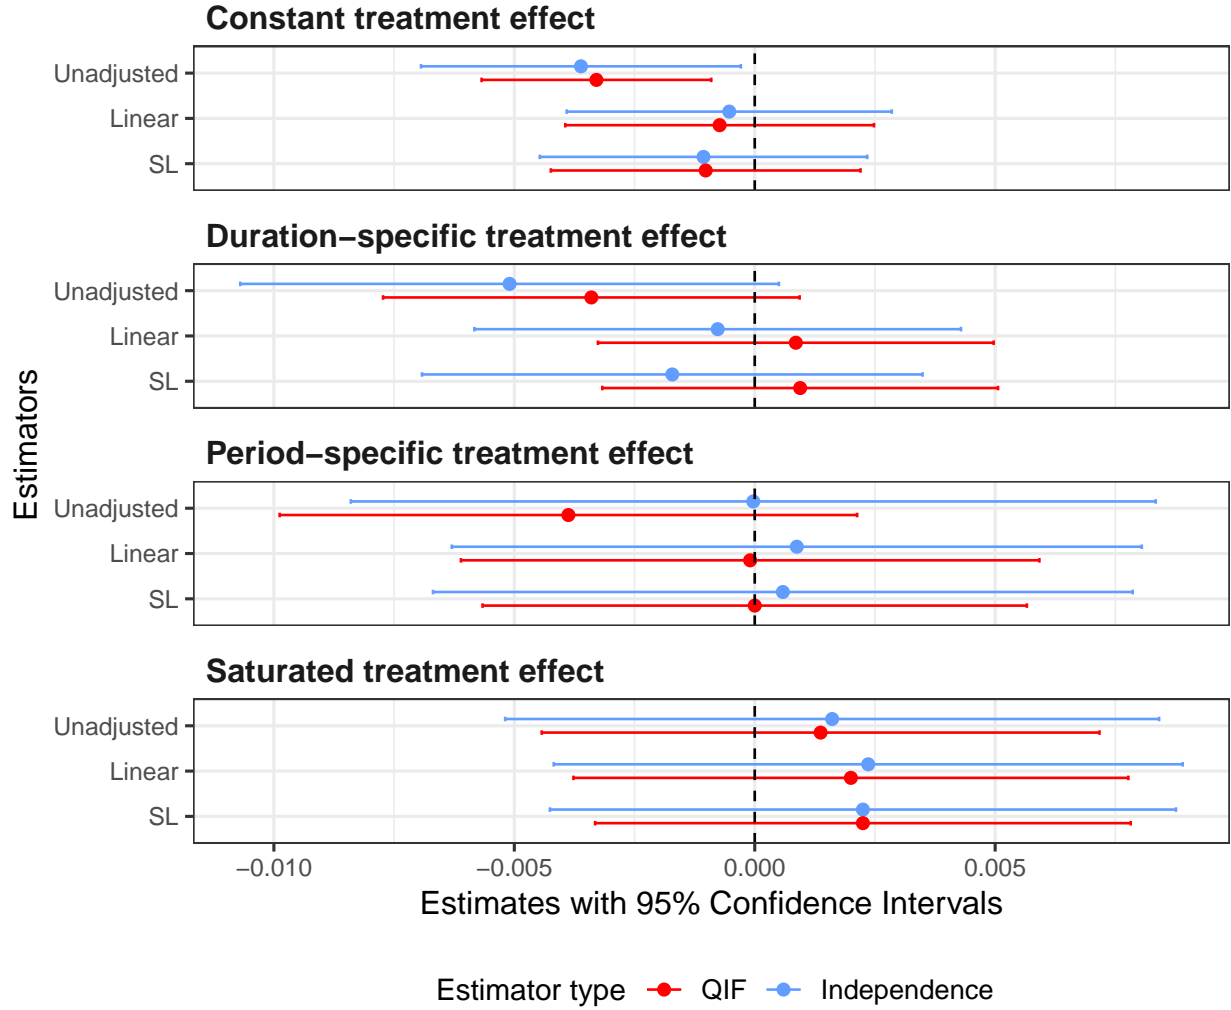 Constant treatment effect
Unadjusted
Linear
SL
Duration−specific treatment effect
Unadjusted
Linear
SL
Estimators
Period−specific treatment effect
Unadjusted
Linear
SL
Saturated treatment effect
Unadjusted
Linear
SL
−0.010 −0.005 0.000 0.005
Estimates with 95% Confidence Intervals
Estimator type QIF Independence